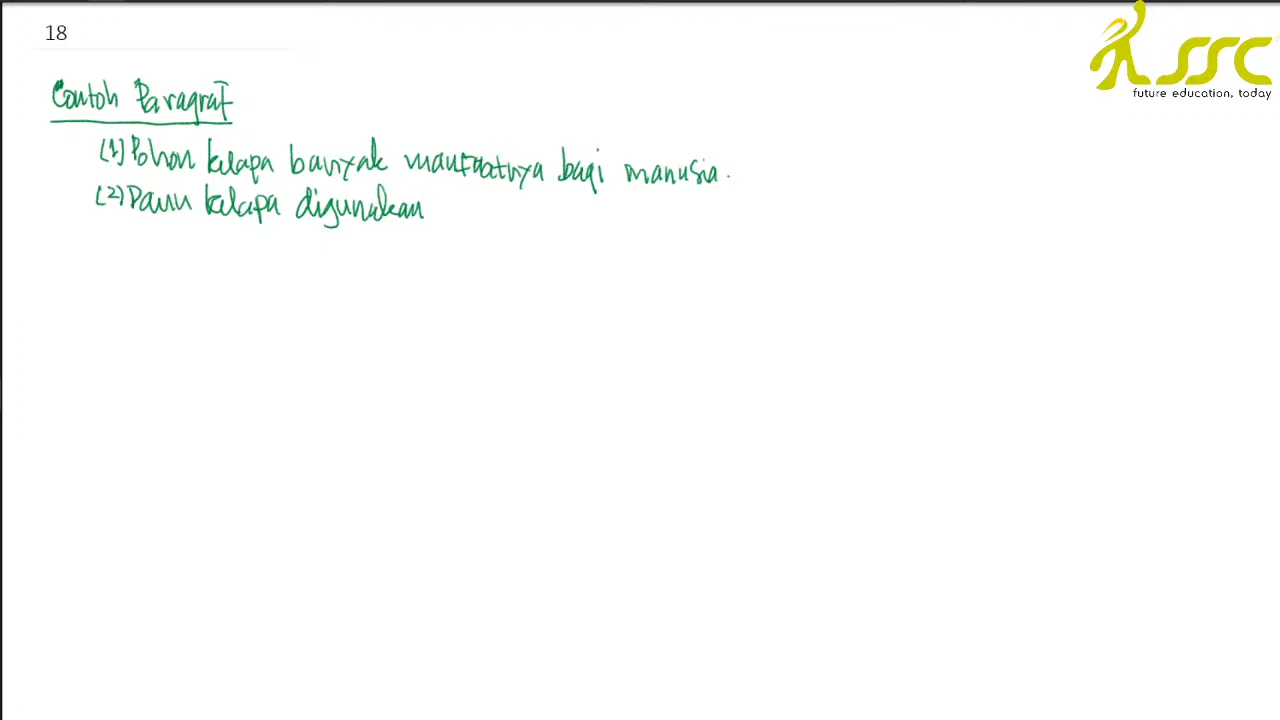 18
SSC
future education, today
Contoh Paragraf
(1) Pohon kelapa banyak manfaatnya bagi manusia.
(2) Daun kelapa digunakan